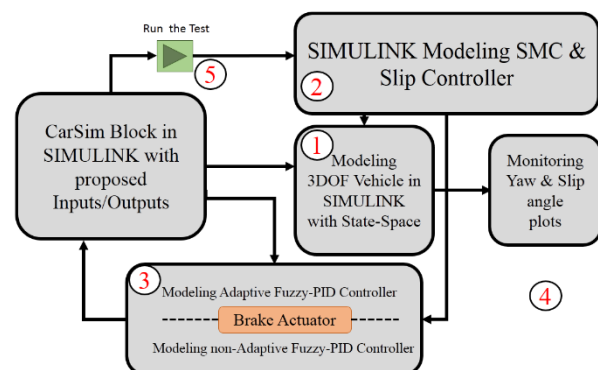 Run the Test
5
SIMULINK Modeling SMC &
Slip Controller
2
CarSim Block in
SIMULINK with
proposed
Inputs/Outputs
1
Modeling
3DOF Vehicle in
SIMULINK
with State-Space
Monitoring
Yaw & Slip
angle
plots
3
Modeling Adaptive Fuzzy-PID Controller
Brake Actuator
Modeling non-Adaptive Fuzzy-PID Controller
4